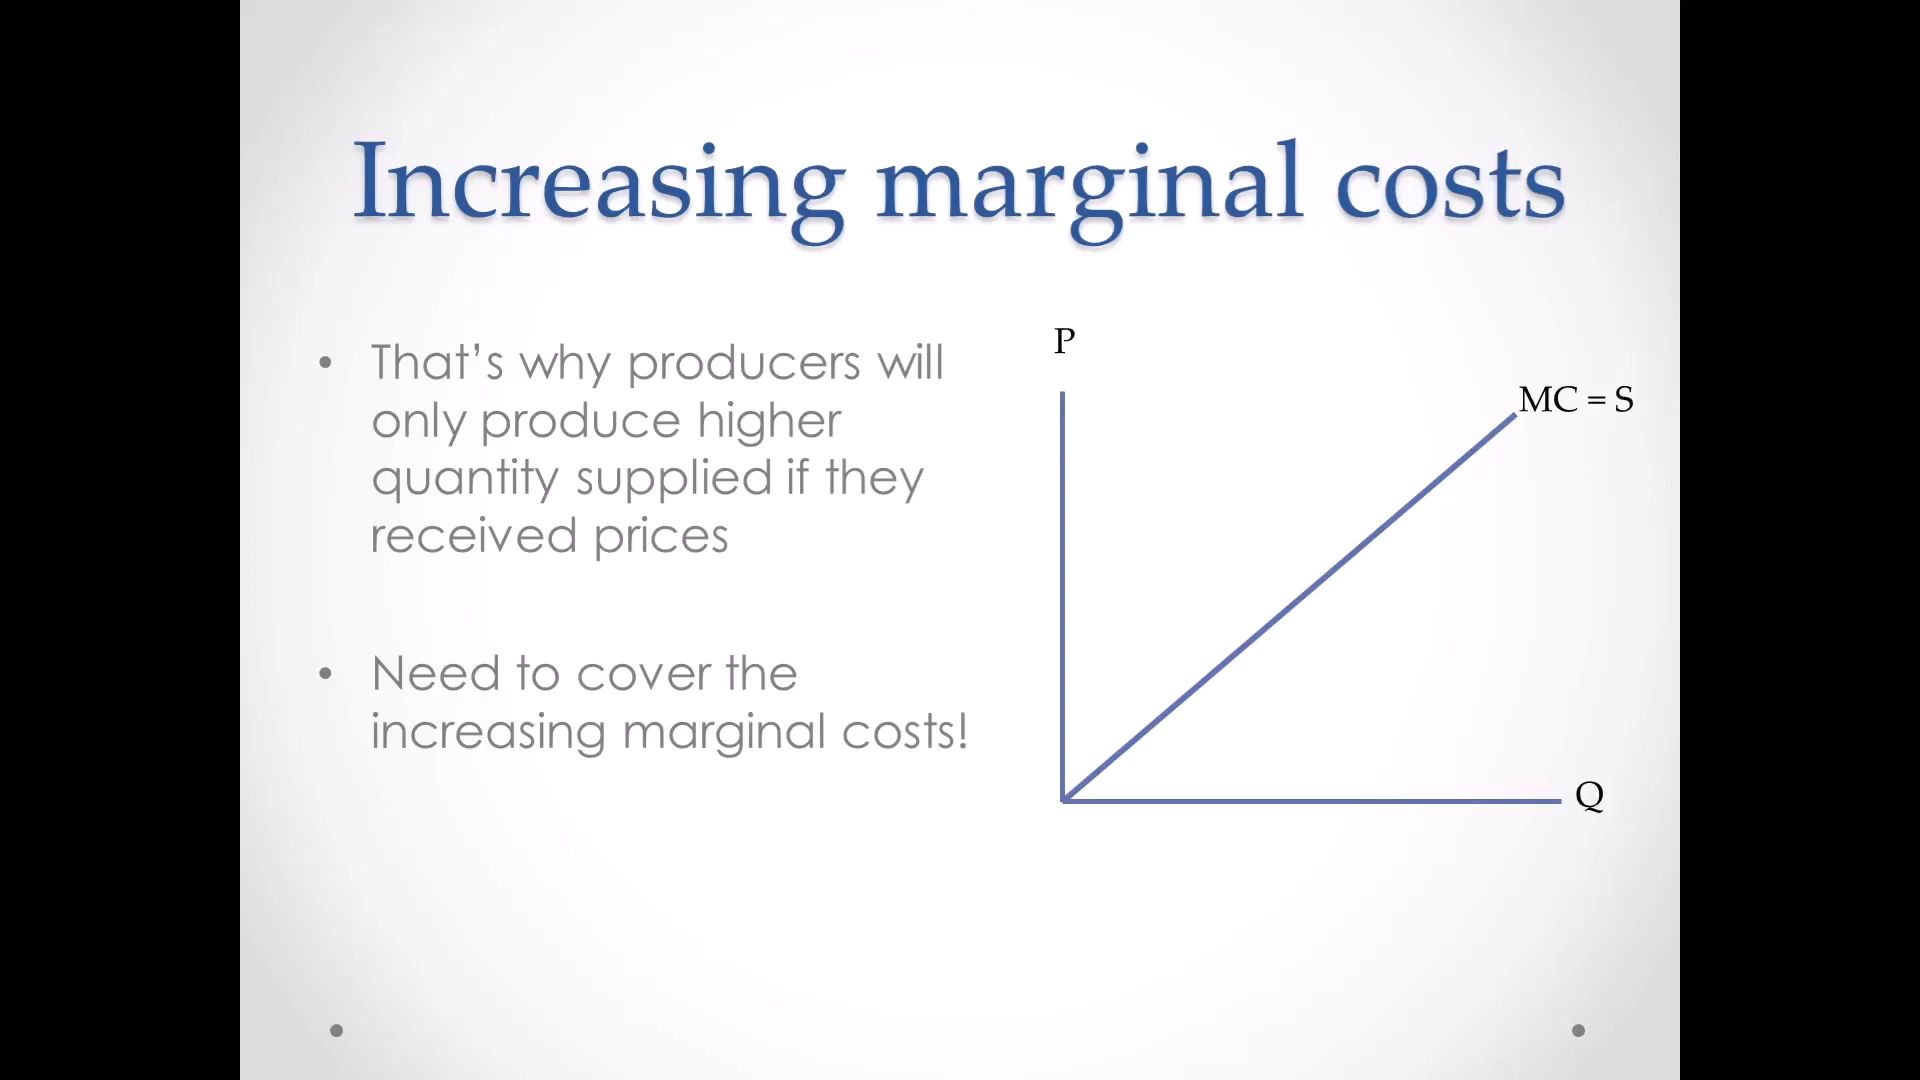 Increasing marginal costs
• That’s why producers will
only produce higher
quantity supplied if they
received prices
• Need to cover the
increasing marginal costs!
P
MC = S
Q